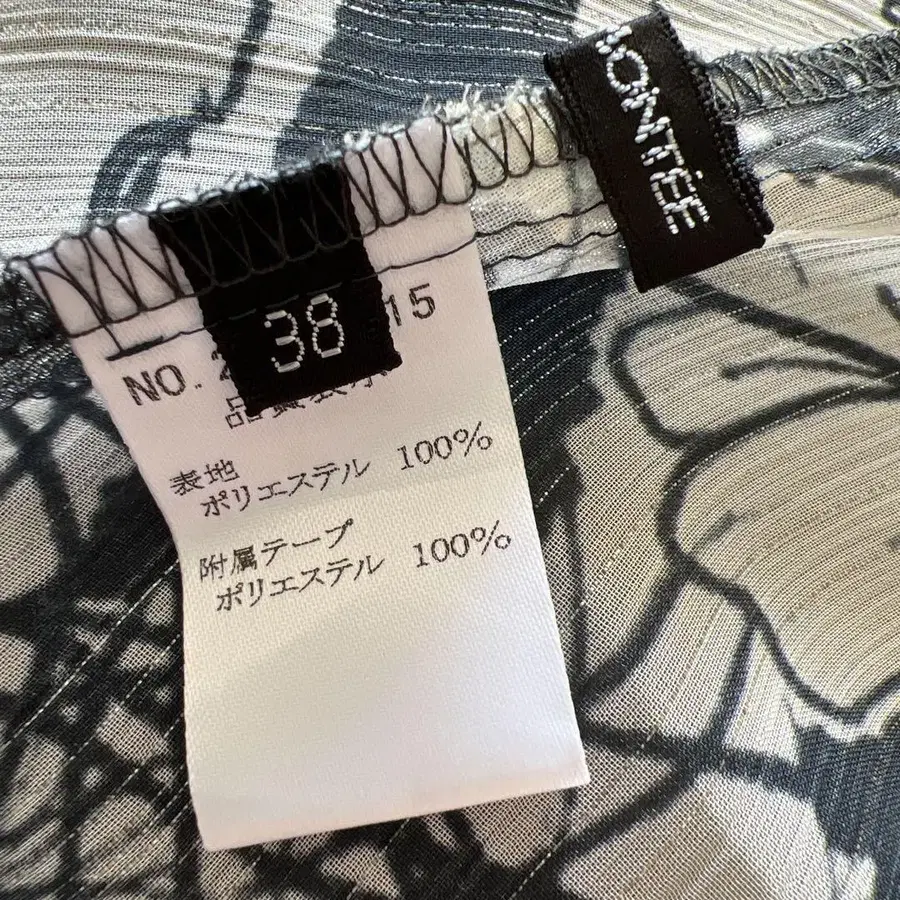 MONTÉE
38
NO. 2 15
品質表示
表地
ポリエステル 100%
附属テープ
ポリエステル 100%